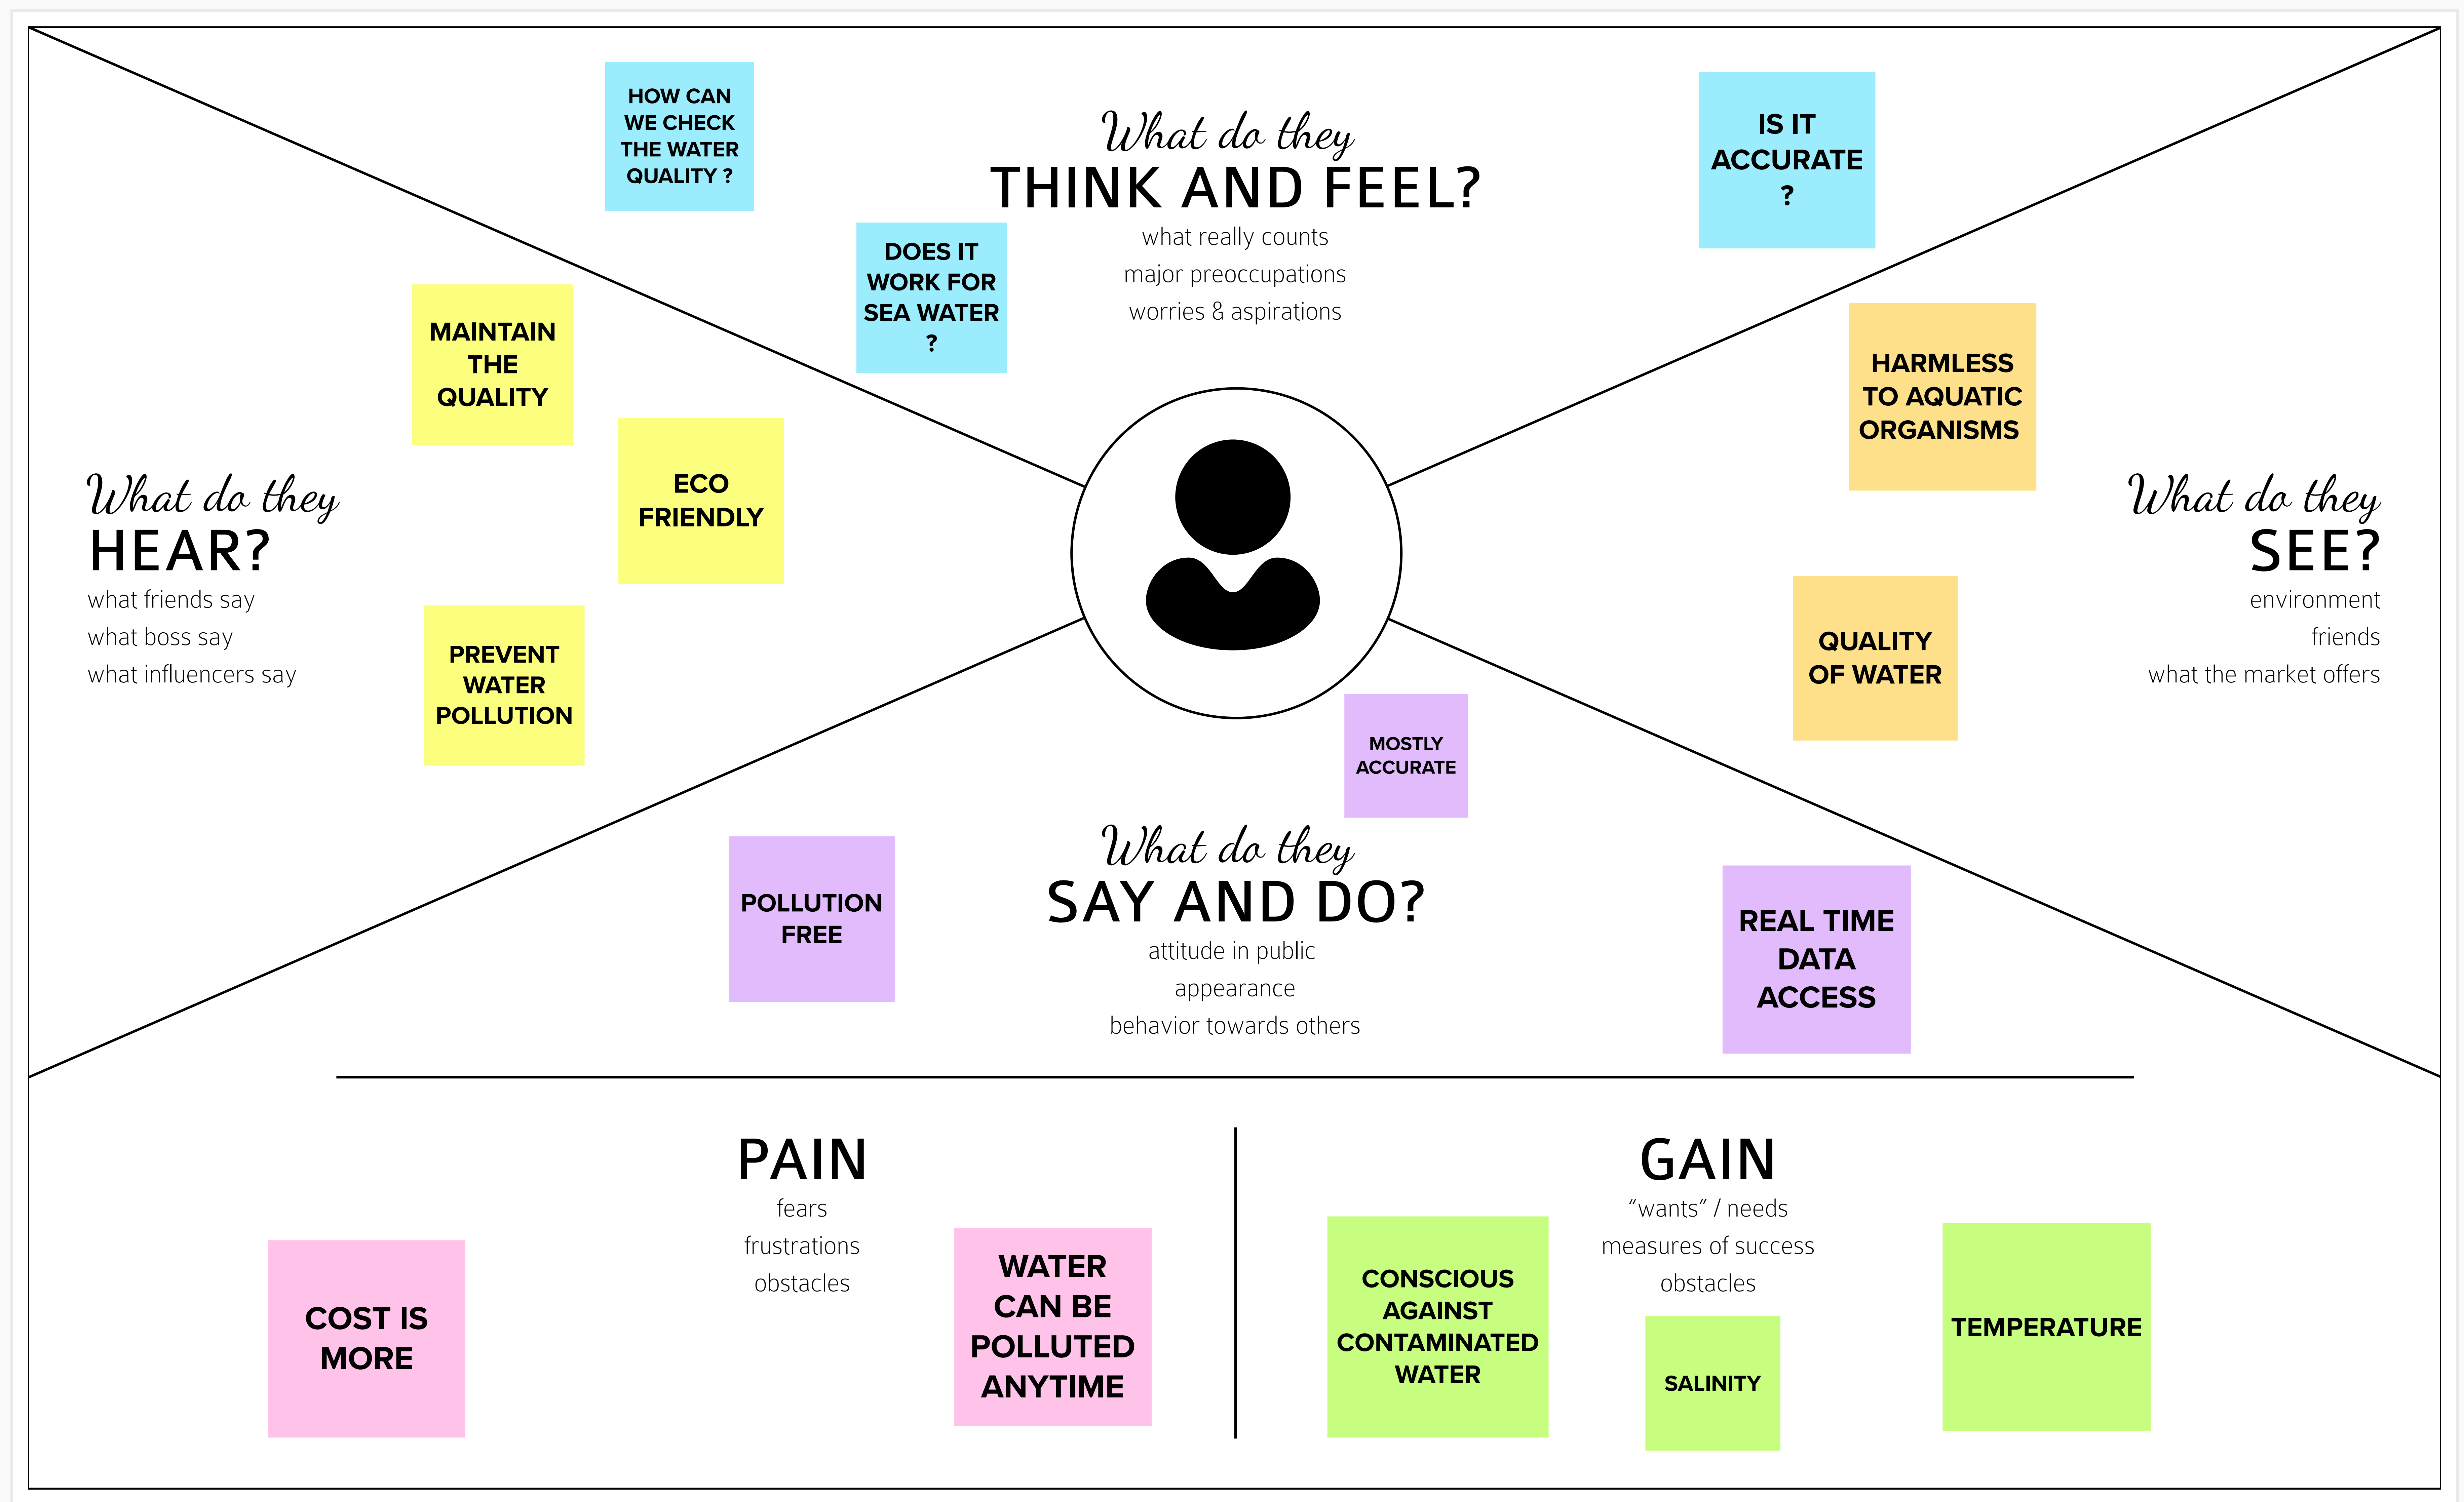 What do they
THINK AND FEEL?
what really counts
major preoccupations
worries & aspirations
HOW CAN
WE CHECK
THE WATER
QUALITY ?
DOES IT
WORK FOR
SEA WATER
?
IS IT
ACCURATE
?
What do they
HEAR?
what friends say
what boss say
what influencers say
MAINTAIN
THE
QUALITY
ECO
FRIENDLY
PREVENT
WATER
POLLUTION
What do they
SEE?
environment
friends
what the market offers
HARMLESS
TO AQUATIC
ORGANISMS
QUALITY
OF WATER
What do they
SAY AND DO?
attitude in public
appearance
behavior towards others
MOSTLY
ACCURATE
POLLUTION
FREE
REAL TIME
DATA
ACCESS
PAIN
fears
frustrations
obstacles
COST IS
MORE
WATER
CAN BE
POLLUTED
ANYTIME
GAIN
“wants” / needs
measures of success
obstacles
CONSCIOUS
AGAINST
CONTAMINATED
WATER
SALINITY
TEMPERATURE